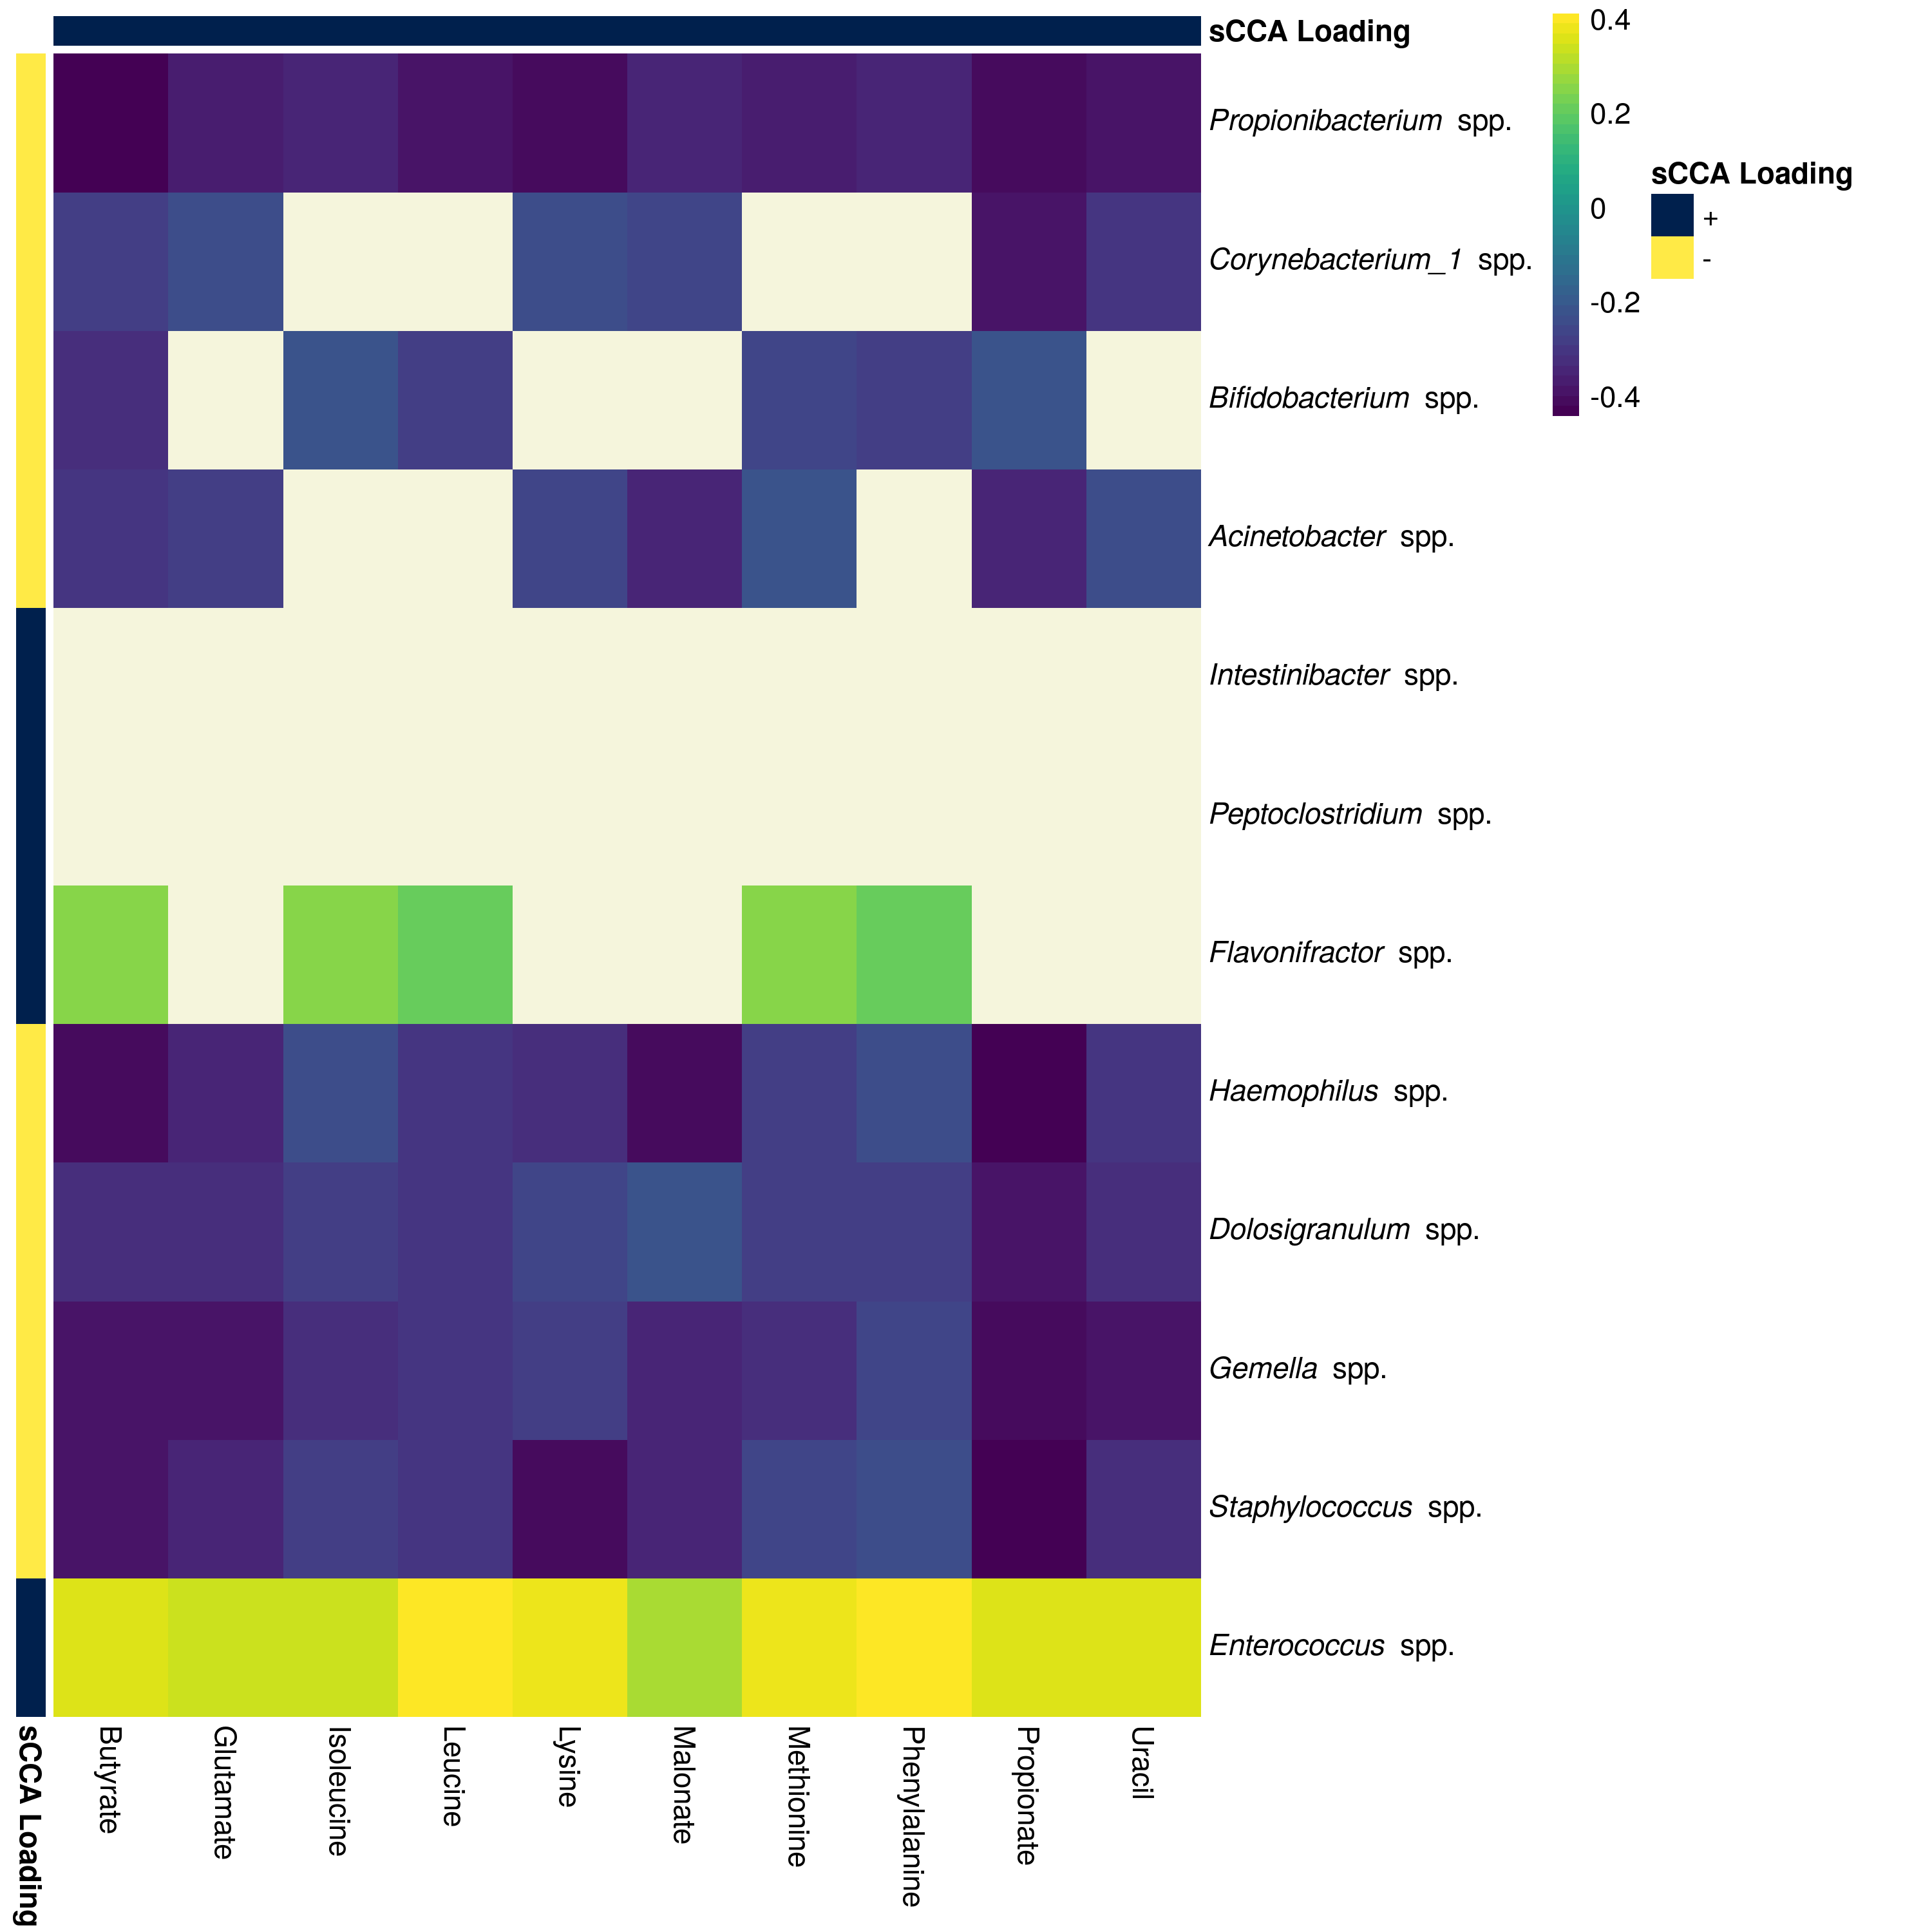 sCCA Loading
Propionibacterium spp.
Corynebacterium_1 spp.
Bifidobacterium spp.
Acinetobacter spp.
Intestinibacter spp.
Peptoclostridium spp.
Flavonifractor spp.
Haemophilus spp.
Dolosigranulum spp.
Gemella spp.
Staphylococcus spp.
Enterococcus spp.
0.4
0.2
0
-0.2
-0.4
sCCA Loading
+
-
sCCA Loading
Butyrate
Glutamate
Isoleucine
Leucine
Lysine
Malonate
Methionine
Phenylalanine
Propionate
Uracil